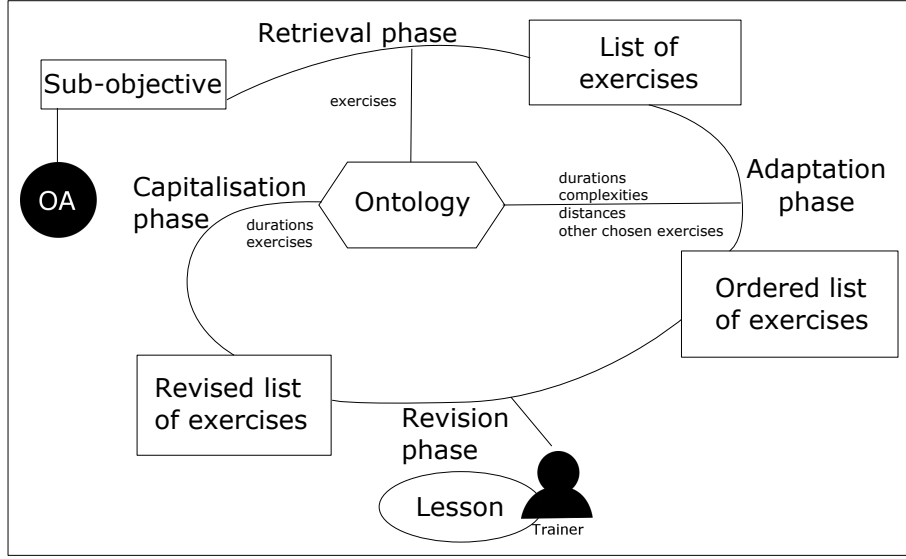 Retrieval phase
List of
exercises
Sub-objective
exercises
OA
Capitalisation
phase
durations
exercises
Ontology
durations
complexities
distances
other chosen exercises
Adaptation
phase
Ordered list
of exercises
Revised list
of exercises
Revision
phase
Lesson
Trainer